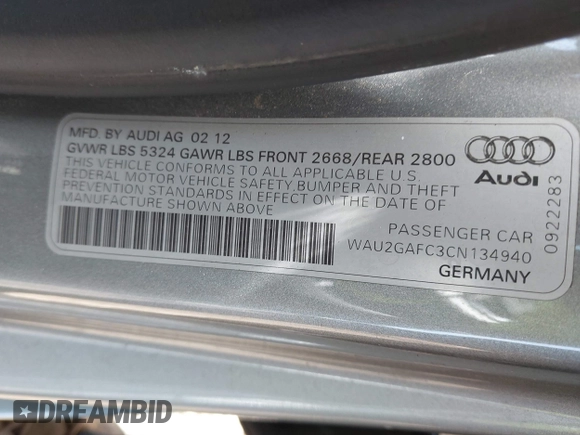 MFD. BY AUDI AG 02 12
GVWR LBS 5324 GAWR LBS FRONT 2668/REAR 2800
THIS VEHICLE CONFORMS TO ALL APPLICABLE U.S.
FEDERAL MOTOR VEHICLE SAFETY,BUMPER AND THEFT
PREVENTION STANDARDS IN EFFECT ON THE DATE OF
MANUFACTURE SHOWN ABOVE
Audi
0922283
PASSENGER CAR
WAU2GAFC3CN134940
GERMANY
DREAMBID